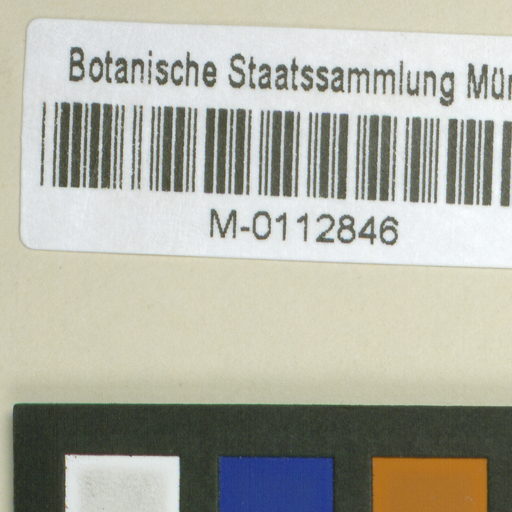 Botanische Staatssammlung Mün
M-0112846